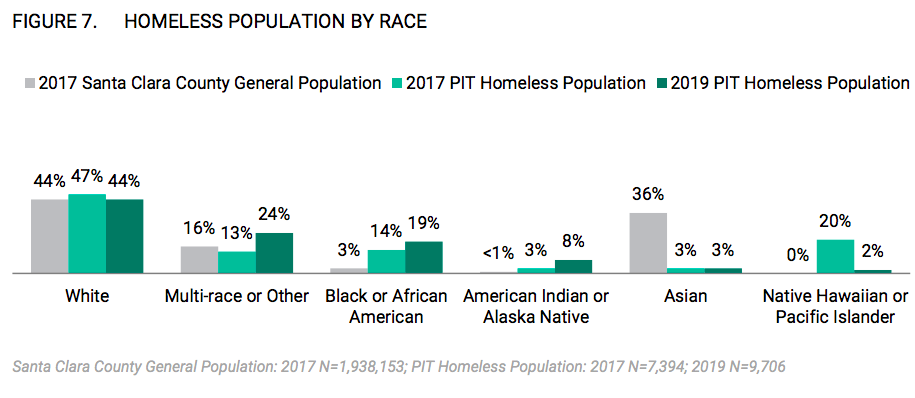 FIGURE 7. HOMELESS POPULATION BY RACE
2017 Santa Clara County General Population 2017 PIT Homeless Population 2019 PIT Homeless Population
44% 47% 44%
16% 13% 24%
3% 14% 19%
<1% 3% 8%
36% 3% 3%
0% 20% 2%
White
Multi-race or Other
Black or African
American
American Indian or
Alaska Native
Asian
Native Hawaiian or
Pacific Islander
Santa Clara County General Population: 2017 N=1,938,153; PIT Homeless Population: 2017 N=7,394; 2019 N=9,706